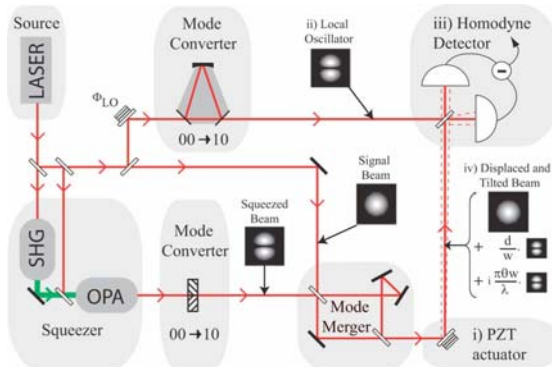 Source
LASER
Mode
Converter
00→10
Φ_LO
ii) Local
Oscillator
iii) Homodyne
Detector
-
Signal
Beam
iv) Displaced and
Tilted Beam
+ d/w ·
+ i πθw/λ ·
SHG
OPA
Squeezer
Mode
Converter
00→10
Squeezed
Beam
Mode
Merger
i) PZT
actuator